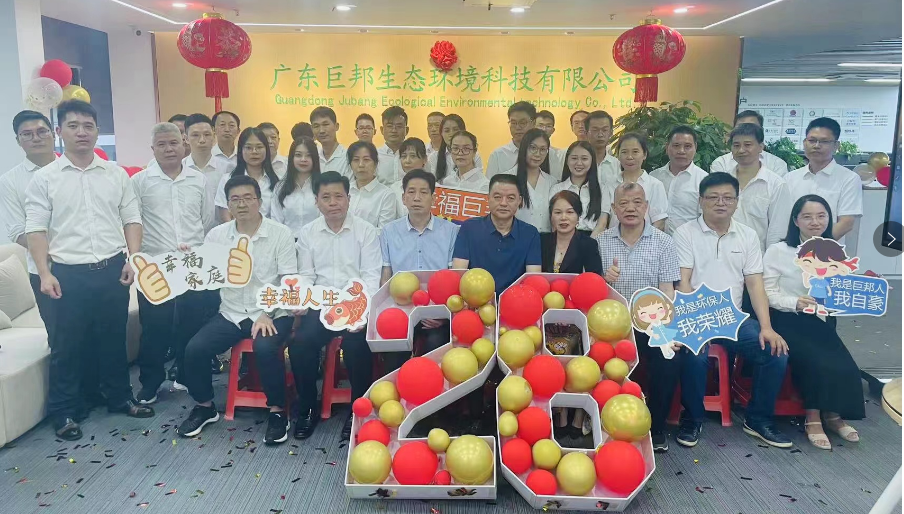 广东巨邦生态环境科技有限公司
Guangdong Jubang Ecological Environmental Technology Co., Ltd.
幸福巨
幸福
家庭
幸福人生
我是环保人
我荣耀
我是巨邦人
我自豪
28